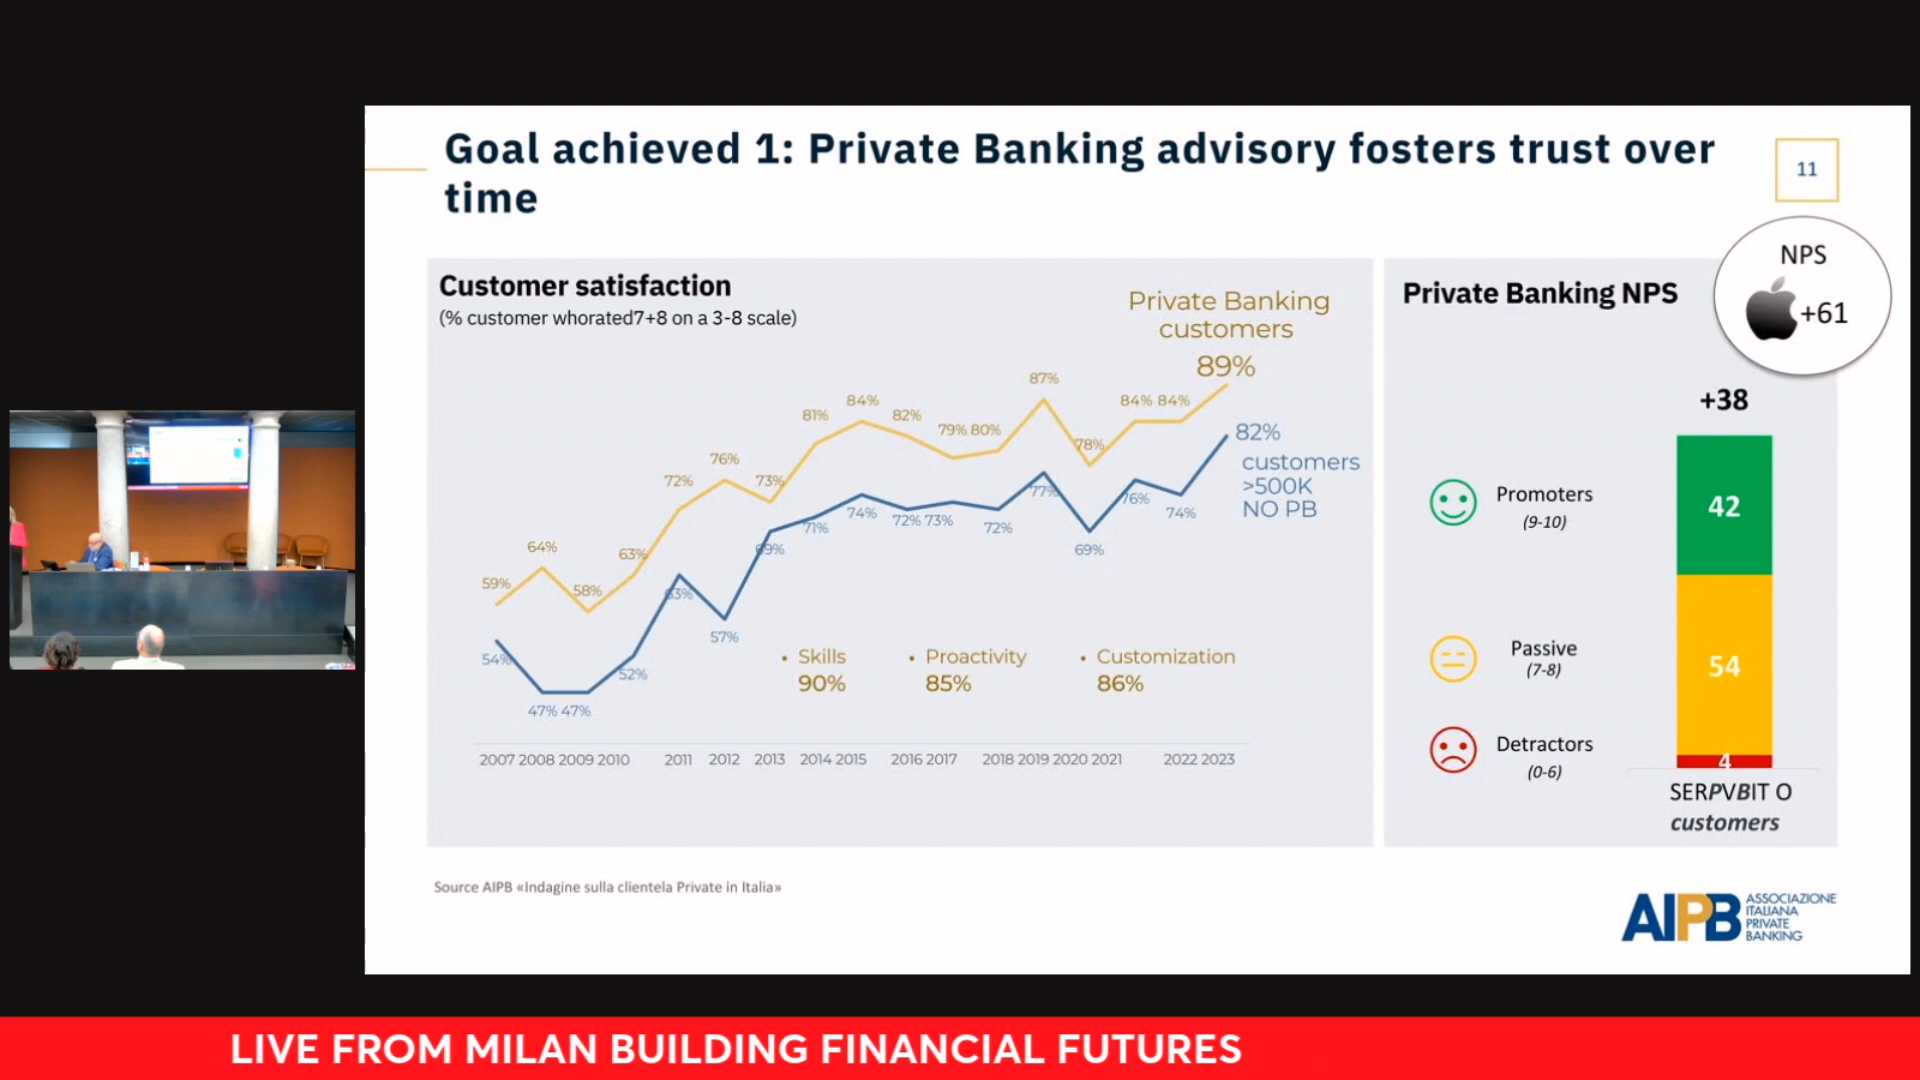 Goal achieved 1: Private Banking advisory fosters trust over
time
11
NPS
+61
Customer satisfaction
(% customer whorated7+8 on a 3-8 scale)
Private Banking
customers
89%
59%
64%
58%
63%
72%
76%
73%
81%
84%
82%
79% 80%
87%
78%
84% 84%
82%
customers
>500K
NO PB
54%
47% 47%
52%
63%
57%
69%
71%
74%
72% 73%
72%
77%
69%
76%
74%
• Skills
90%
• Proactivity
85%
• Customization
86%
2007 2008 2009 2010 2011 2012 2013 2014 2015 2016 2017 2018 2019 2020 2021 2022 2023
Private Banking NPS
+38
Promoters
(9-10)
42
Passive
(7-8)
54
Detractors
(0-6)
4
SERPVBIT O
customers
Source AIPB «Indagine sulla clientela Private in Italia»
AIPB
ASSOCIAZIONE
ITALIANA
PRIVATE
BANKING
LIVE FROM MILAN BUILDING FINANCIAL FUTURES